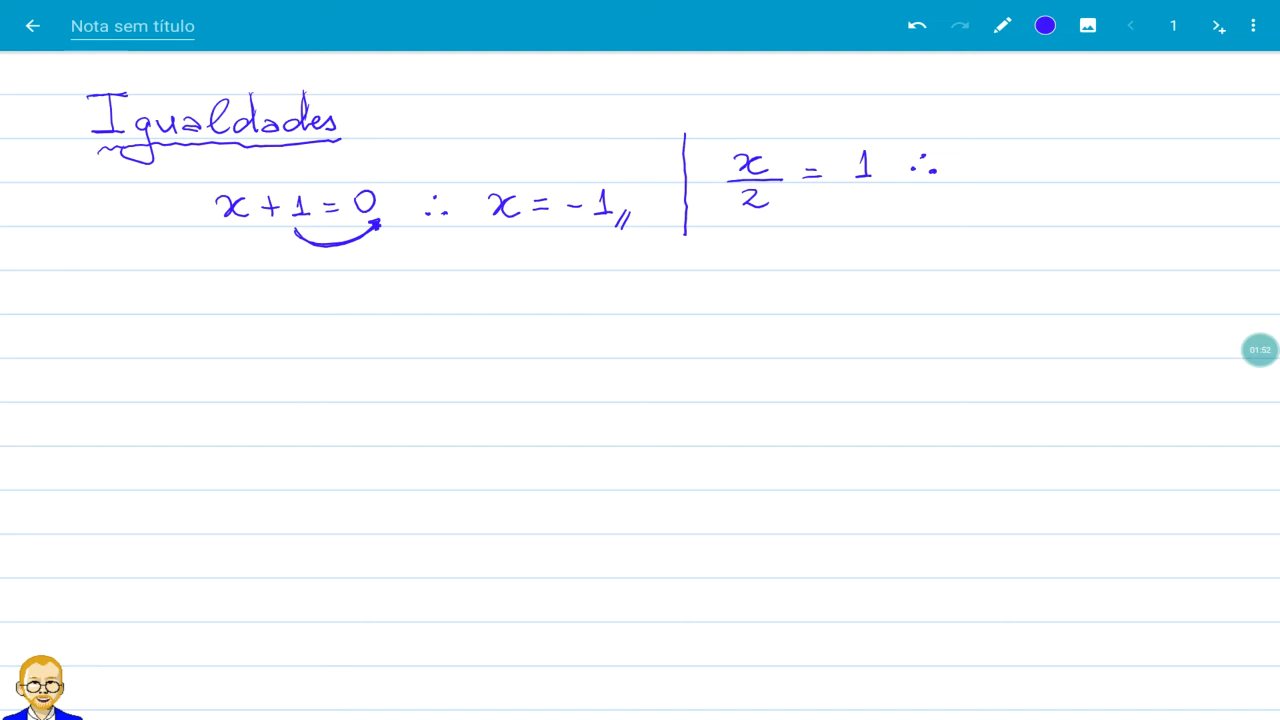 Nota sem título
1
Igualdades
x + 1 = 0 ∴ x = -1 //
x/2 = 1 ∴
01:52